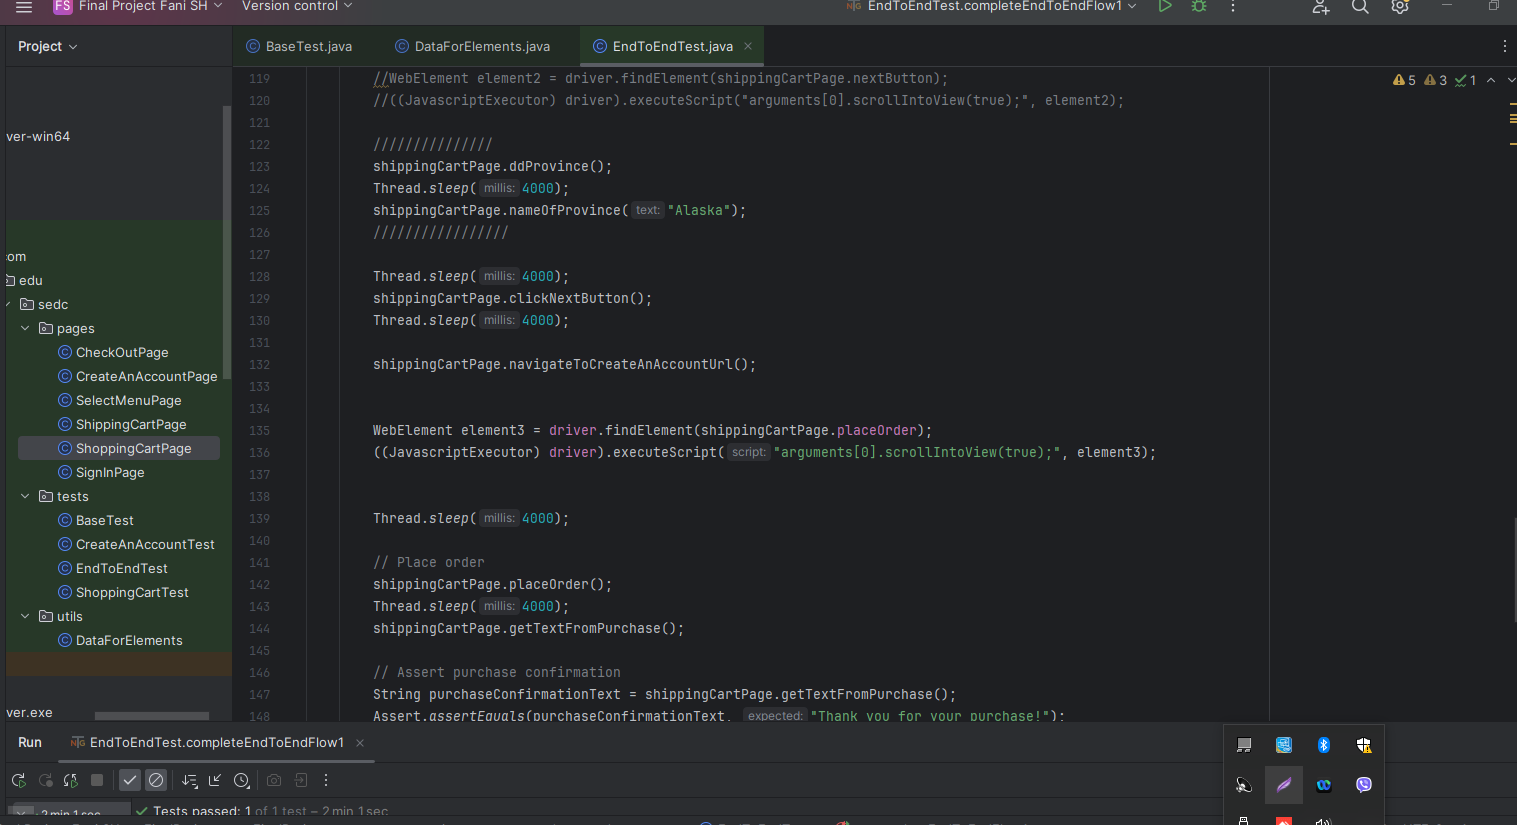 FS Final Project Fani SH Version control EndToEndTest.completeEndToEndFlow1
Project BaseTest.java DataForElements.java EndToEndTest.java
119 //WebElement element2 = driver.findElement(shippingCartPage.nextButton);
120 //((JavascriptExecutor) driver).executeScript("arguments[0].scrollIntoView(true);", element2);
121
122 ///////////////
123 shippingCartPage.ddProvince();
124 Thread.sleep( millis: 4000);
125 shippingCartPage.nameOfProvince( text: "Alaska");
126 /////////////////
127
128 Thread.sleep( millis: 4000);
129 shippingCartPage.clickNextButton();
130 Thread.sleep( millis: 4000);
131
132 shippingCartPage.navigateToCreateAnAccountUrl();
133
134
135 WebElement element3 = driver.findElement(shippingCartPage.placeOrder);
136 ((JavascriptExecutor) driver).executeScript( script: "arguments[0].scrollIntoView(true);", element3);
137
138
139 Thread.sleep( millis: 4000);
140
141 // Place order
142 shippingCartPage.placeOrder();
143 Thread.sleep( millis: 4000);
144 shippingCartPage.getTextFromPurchase();
145
146 // Assert purchase confirmation
147 String purchaseConfirmationText = shippingCartPage.getTextFromPurchase();
148 Assert.assertEquals(purchaseConfirmationText, expected: "Thank you for your purchase!");
5 3 1
ver-win64
com
edu
sedc
pages
CheckOutPage
CreateAnAccountPage
SelectMenuPage
ShippingCartPage
ShoppingCartPage
SignInPage
tests
BaseTest
CreateAnAccountTest
EndToEndTest
ShoppingCartTest
utils
DataForElements
ver.exe
Run EndToEndTest.completeEndToEndFlow1
2 min 1 sec Tests passed: 1 of 1 test – 2 min 1 sec